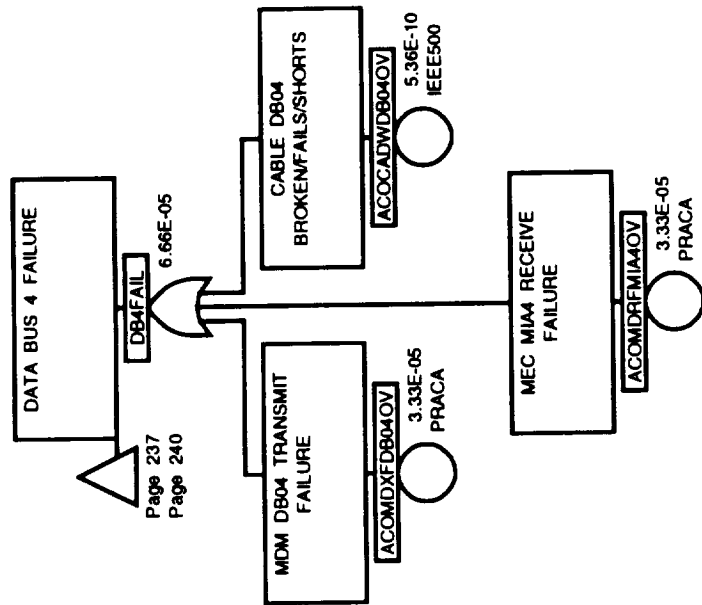 DATA BUS 4 FAILURE
DB4FAIL
6.66E-05
Page 237
Page 240
MDM DB04 TRANSMIT
FAILURE
ACOMDXFDB04OV
3.33E-05
PRACA
CABLE DB04
BROKEN/FAILS/SHORTS
ACOCADWDB04OV
5.36E-10
IEEE500
MEC MIA4 RECEIVE
FAILURE
ACOMDRFMIA4OV
3.33E-05
PRACA